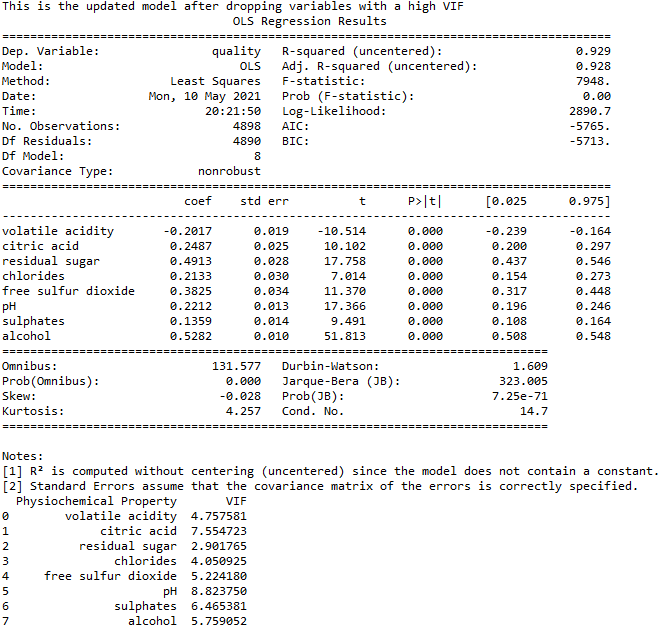 This is the updated model after dropping variables with a high VIF
OLS Regression Results
==========================================================================================
Dep. Variable: quality R-squared (uncentered): 0.929
Model: OLS Adj. R-squared (uncentered): 0.928
Method: Least Squares F-statistic: 7948.
Date: Mon, 10 May 2021 Prob (F-statistic): 0.00
Time: 20:21:50 Log-Likelihood: 2890.7
No. Observations: 4898 AIC: -5765.
Df Residuals: 4890 BIC: -5713.
Df Model: 8
Covariance Type: nonrobust
==========================================================================================
coef std err t P>|t| [0.025 0.975]
------------------------------------------------------------------------------------------
volatile acidity -0.2017 0.019 -10.514 0.000 -0.239 -0.164
citric acid 0.2487 0.025 10.102 0.000 0.200 0.297
residual sugar 0.4913 0.028 17.758 0.000 0.437 0.546
chlorides 0.2133 0.030 7.014 0.000 0.154 0.273
free sulfur dioxide 0.3825 0.034 11.370 0.000 0.317 0.448
pH 0.2212 0.013 17.366 0.000 0.196 0.246
sulphates 0.1359 0.014 9.491 0.000 0.108 0.164
alcohol 0.5282 0.010 51.813 0.000 0.508 0.548
=================================================================================
Omnibus: 131.577 Durbin-Watson: 1.609
Prob(Omnibus): 0.000 Jarque-Bera (JB): 323.005
Skew: -0.028 Prob(JB): 7.25e-71
Kurtosis: 4.257 Cond. No. 14.7
=================================================================================
Notes:
[1] R² is computed without centering (uncentered) since the model does not contain a constant.
[2] Standard Errors assume that the covariance matrix of the errors is correctly specified.
Physiochemical Property VIF
0 volatile acidity 4.757581
1 citric acid 7.554723
2 residual sugar 2.901765
3 chlorides 4.050925
4 free sulfur dioxide 5.224180
5 pH 8.823750
6 sulphates 6.465381
7 alcohol 5.759052